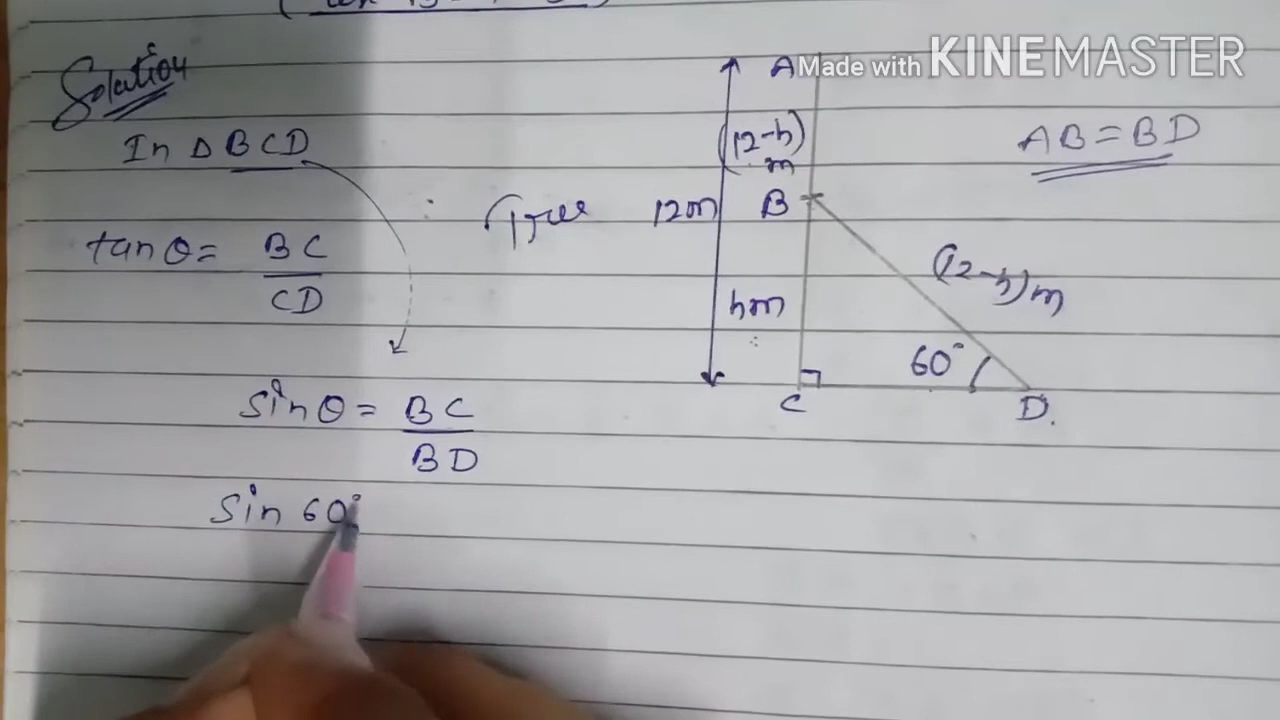 Solution
In Δ BCD
tanθ = BC
CD
sinθ = BC
BD
Sin 60°
Tree
12m
A
(12-h)
m
B
hm
C
D.
60°
(12-h)m
AB=BD
Made with KINEMASTER